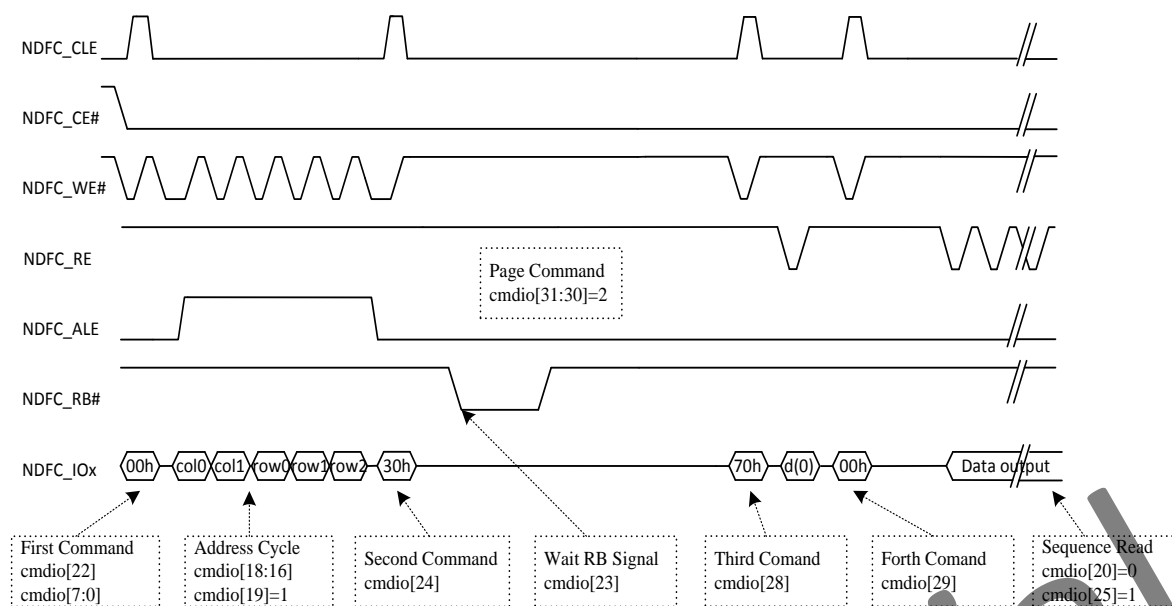 NDFC_CLE
NDFC_CE#
NDFC_WE#
NDFC_RE
Page Command
cmdio[31:30]=2
NDFC_ALE
NDFC_RB#
NDFC_IOx
00h col0 col1 row0 row1 row2 30h 70h d(0) 00h Data output
First Command
cmdio[22]
cmdio[7:0]
Address Cycle
cmdio[18:16]
cmdio[19]=1
Second Command
cmdio[24]
Wait RB Signal
cmdio[23]
Third Comand
cmdio[28]
Forth Comand
cmdio[29]
Sequence Read
cmdio[20]=0
cmdio[25]=1